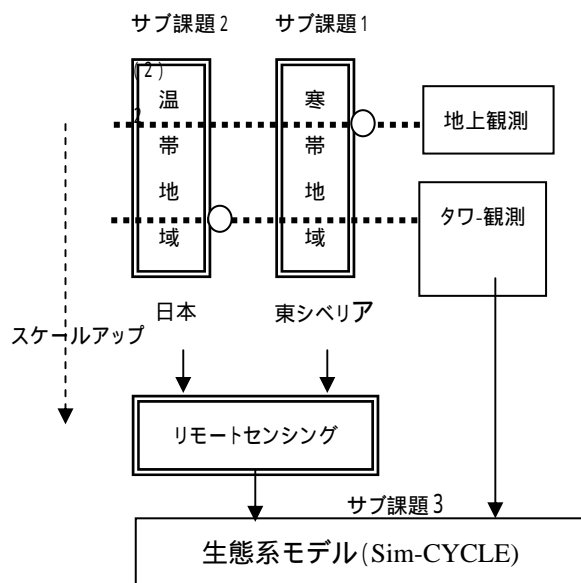 サブ課題2 サブ課題1
(2)
2
温帯地域
寒帯地域
地上観測
タワ-観測
日本
東シベリア
スケールアップ
リモートセンシング
サブ課題3
生態系モデル(Sim-CYCLE)